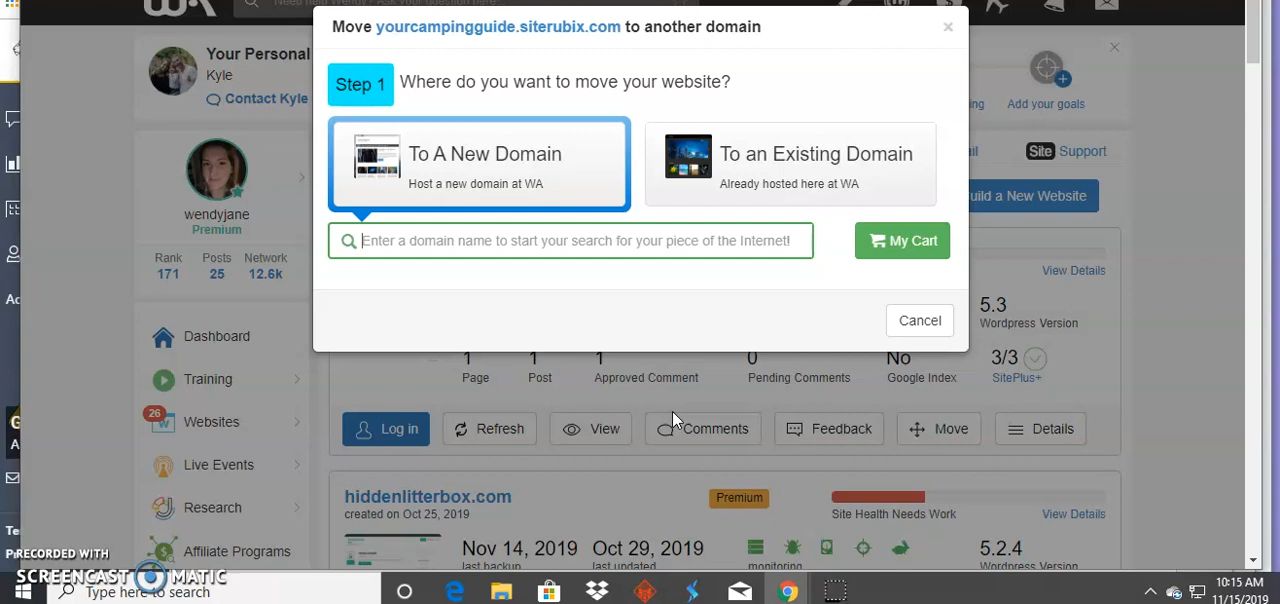 Need help Wendy? Ask your question here!
Move yourcampingguide.siterubix.com to another domain
×
Step 1 Where do you want to move your website?
To A New Domain
Host a new domain at WA
To an Existing Domain
Already hosted here at WA
Enter a domain name to start your search for your piece of the Internet!
My Cart
Cancel
Your Personal
Kyle
Contact Kyle
wendyjane
Premium
Rank Posts Network
171 25 12.6k
Dashboard
Training
26
Websites
Live Events
Research
Affiliate Programs
Add your goals
Site Support
uild a New Website
View Details
5.3
Wordpress Version
1 1 1 0 No 3/3
Page Post Approved Comment Pending Comments Google Index SitePlus+
Log in Refresh View Comments Feedback Move Details
hiddenlitterbox.com Premium
created on Oct 25, 2019
Site Health Needs Work View Details
Nov 14, 2019 Oct 29, 2019 5.2.4
last backup last updated monitoring Wordpress Version
RECORDED WITH
SCREENCAST MATIC
Type here to search
10:15 AM
11/15/2019